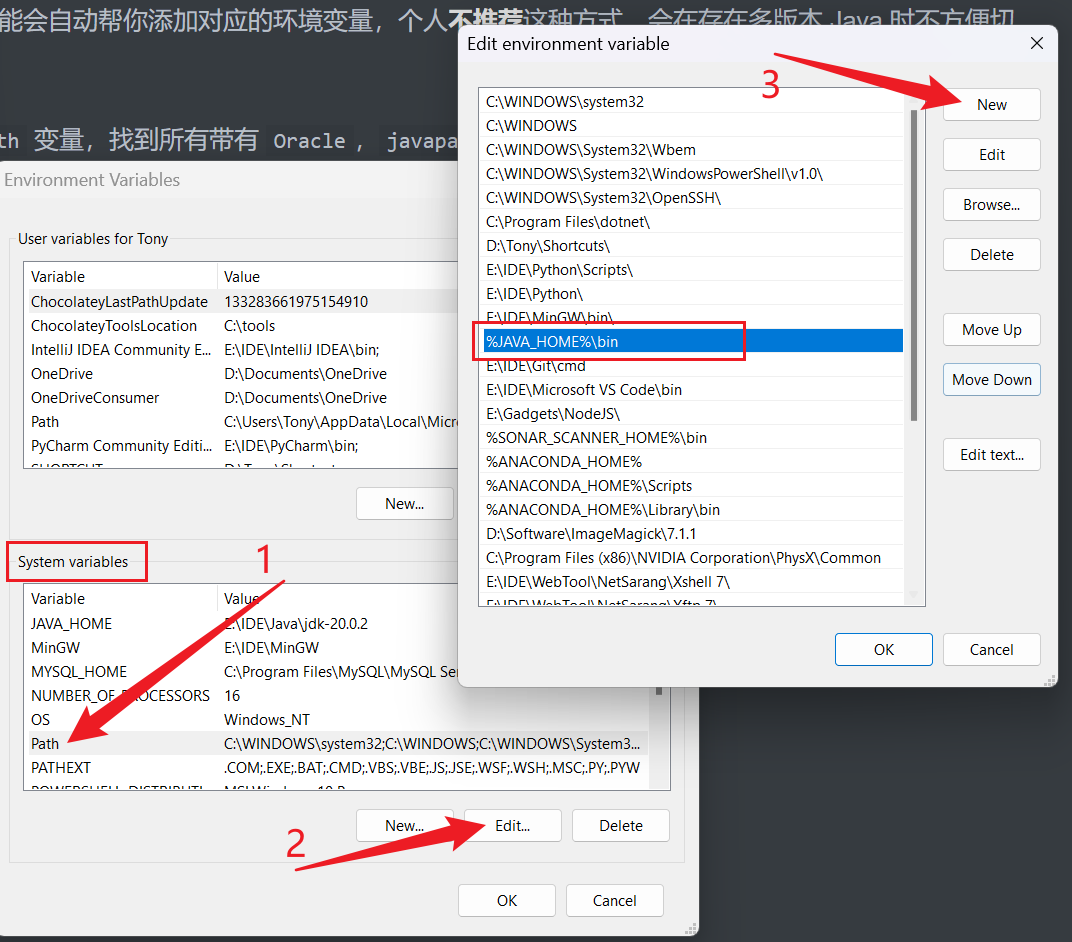 能会自动帮你添加对应的环境变量，个人不推荐这种方式，会在存在多版本 Java 时不方便切
th 变量，找到所有带有 Oracle ， javapa
Edit environment variable
C:\WINDOWS\system32
C:\WINDOWS
C:\WINDOWS\System32\Wbem
C:\WINDOWS\System32\WindowsPowerShell\v1.0\
C:\WINDOWS\System32\OpenSSH\
C:\Program Files\dotnet\
D:\Tony\Shortcuts\
E:\IDE\Python\Scripts\
E:\IDE\Python\
E:\IDE\MinGW\bin\
%JAVA_HOME%\bin
E:\IDE\Git\cmd
E:\IDE\Microsoft VS Code\bin
E:\Gadgets\NodeJS\
%SONAR_SCANNER_HOME%\bin
%ANACONDA_HOME%
%ANACONDA_HOME%\Scripts
%ANACONDA_HOME%\Library\bin
D:\Software\ImageMagick\7.1.1
C:\Program Files (x86)\NVIDIA Corporation\PhysX\Common
E:\IDE\WebTool\NetSarang\Xshell 7\
E:\IDE\WebTool\NetSarang\Xftp 7\
3
New
Edit
Browse...
Delete
Move Up
Move Down
Edit text...
OK
Cancel
Environment Variables
User variables for Tony
Variable Value
ChocolateyLastPathUpdate 133283661975154910
ChocolateyToolsLocation C:\tools
IntelliJ IDEA Community E... E:\IDE\IntelliJ IDEA\bin;
OneDrive D:\Documents\OneDrive
OneDriveConsumer D:\Documents\OneDrive
Path C:\Users\Tony\AppData\Local\Micr
PyCharm Community Editi... E:\IDE\PyCharm\bin;
SHORTCUT D:\Tony\Shortcuts
New...
System variables
1
Variable Value
JAVA_HOME E:\IDE\Java\jdk-20.0.2
MinGW E:\IDE\MinGW
MYSQL_HOME C:\Program Files\MySQL\MySQL Se
NUMBER_OF_PROCESSORS 16
OS Windows_NT
Path C:\WINDOWS\system32;C:\WINDOWS;C:\WINDOWS\System3...
PATHEXT .COM;.EXE;.BAT;.CMD;.VBS;.VBE;.JS;.JSE;.WSF;.WSH;.MSC;.PY;.PYW
2
New...
Edit...
Delete
OK
Cancel